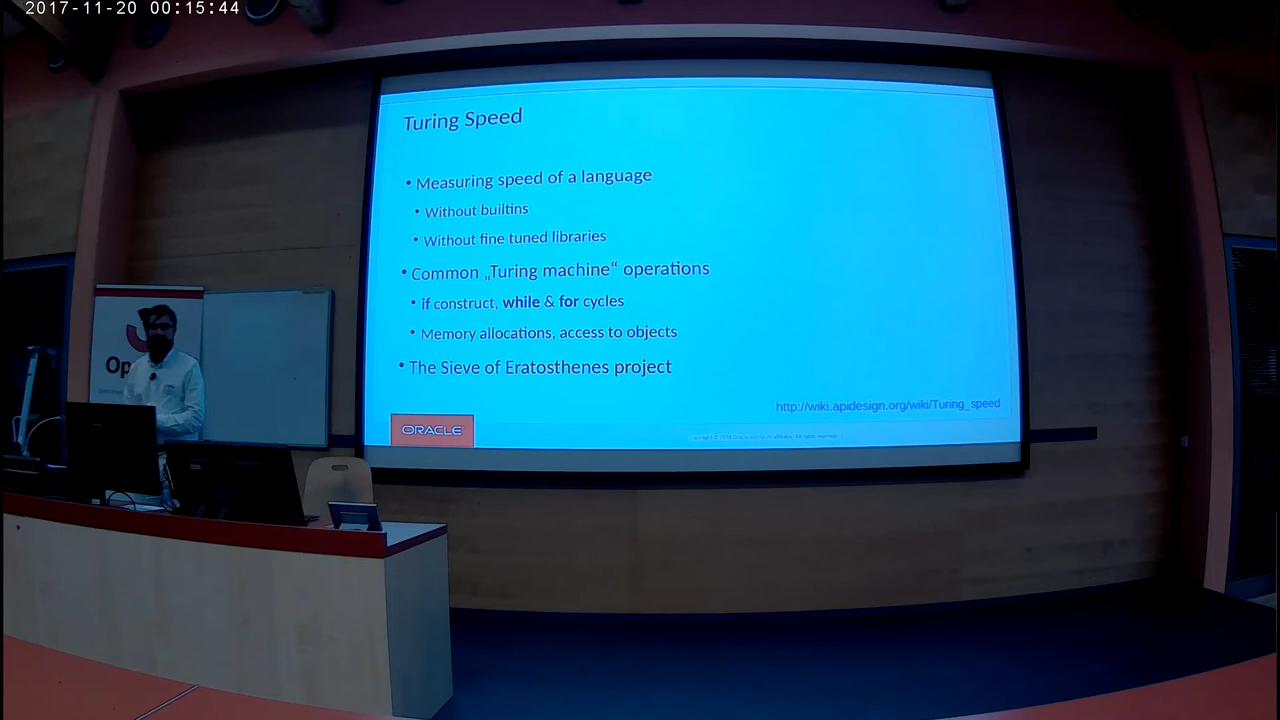 2017-11-20 00:15:44
Turing Speed
• Measuring speed of a language
• Without builtins
• Without fine tuned libraries
• Common „Turing machine“ operations
• if construct, while & for cycles
• Memory allocations, access to objects
• The Sieve of Eratosthenes project
http://wiki.apidesign.org/wiki/Turing_speed
ORACLE
Op